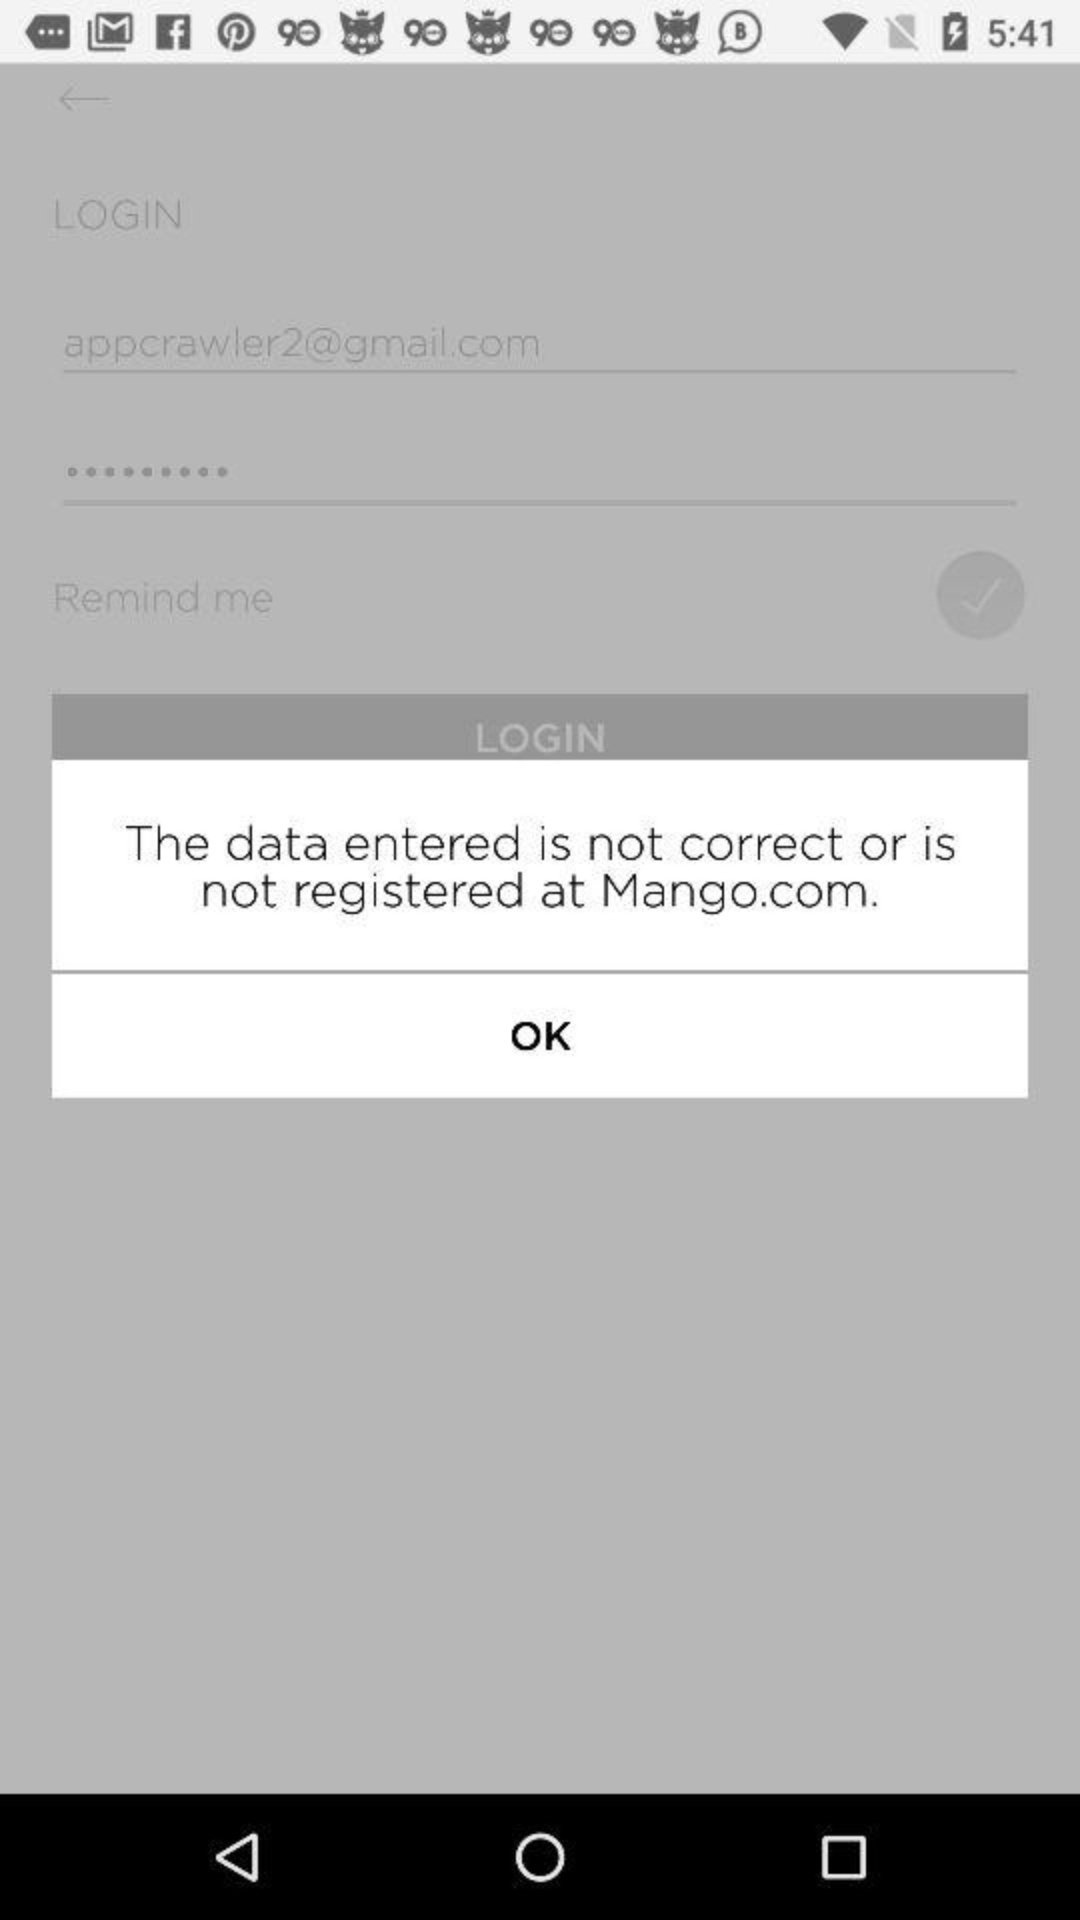 5:41
LOGIN
appcrawler2@gmail.com
•••••••••
Remind me
LOGIN
The data entered is not correct or is
not registered at Mango.com.
OK